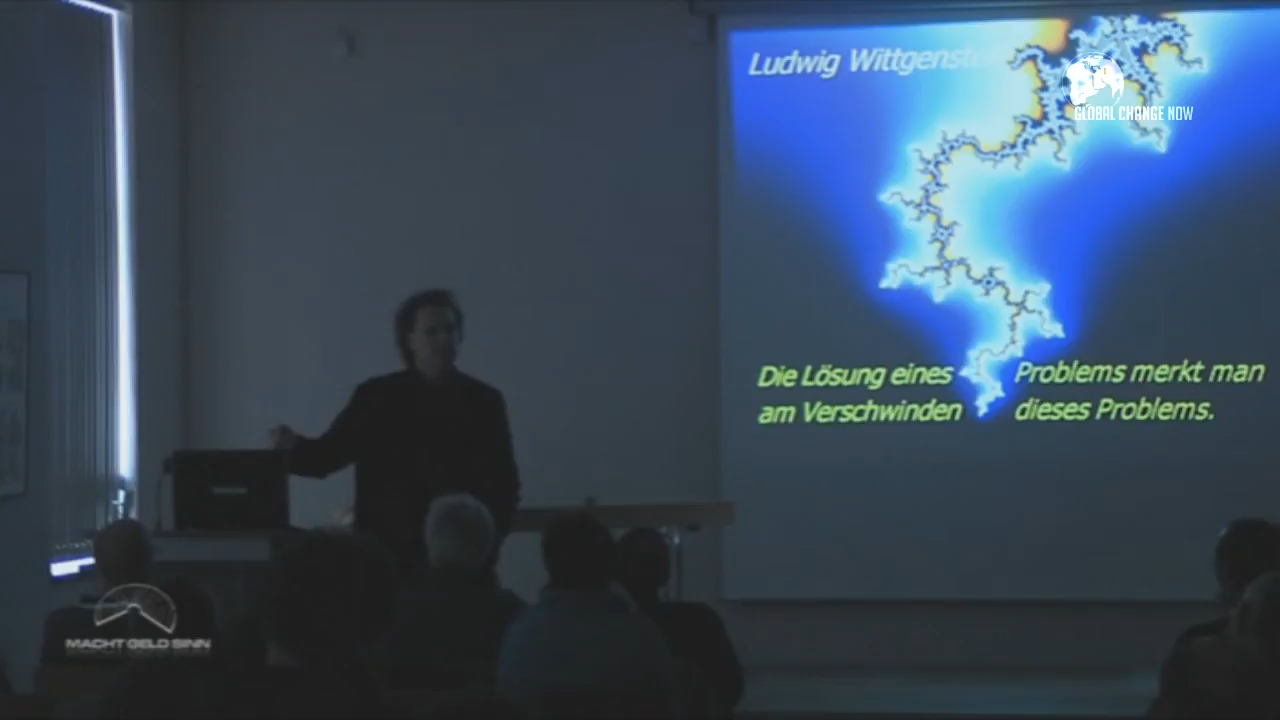 Ludwig Wittgenst
GLOBAL CHANGE NOW
Die Lösung eines Problems merkt man
am Verschwinden dieses Problems.
MACHT GELD SINN